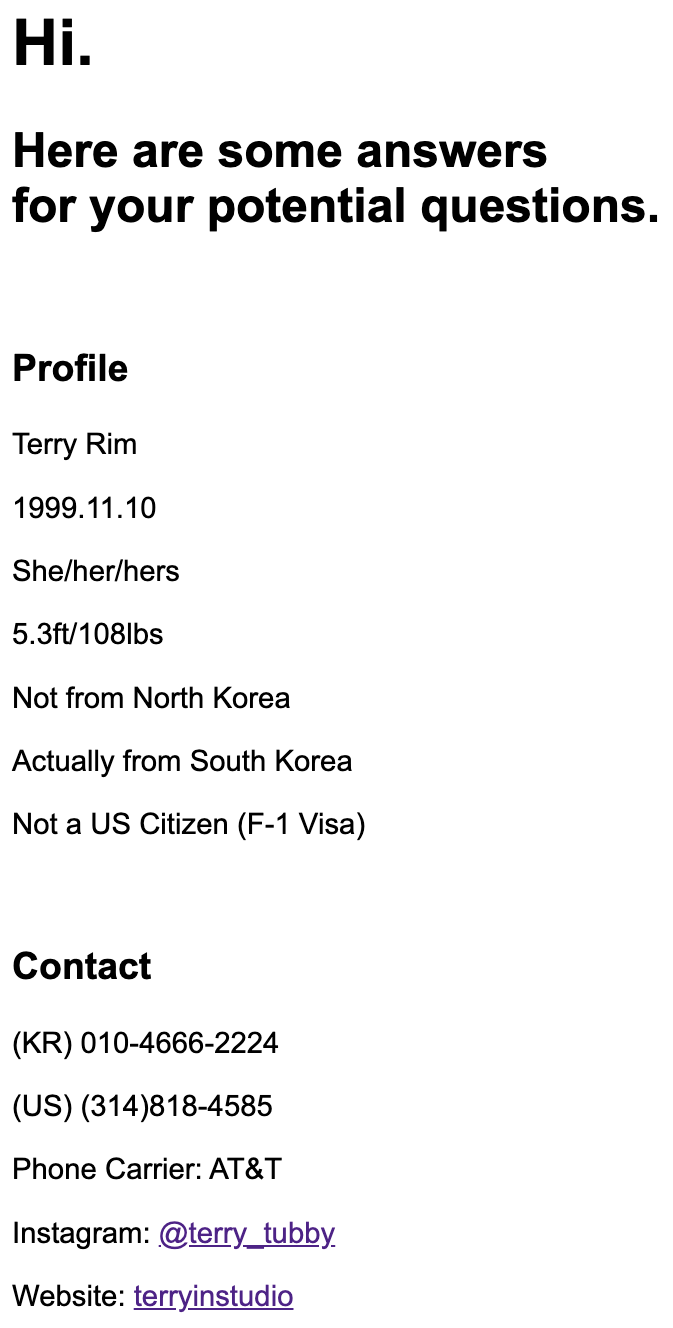 Hi.
Here are some answers
for your potential questions.
Profile
Terry Rim
1999.11.10
She/her/hers
5.3ft/108lbs
Not from North Korea
Actually from South Korea
Not a US Citizen (F-1 Visa)
Contact
(KR) 010-4666-2224
(US) (314)818-4585
Phone Carrier: AT&T
Instagram: @terry_tubby
Website: terryinstudio